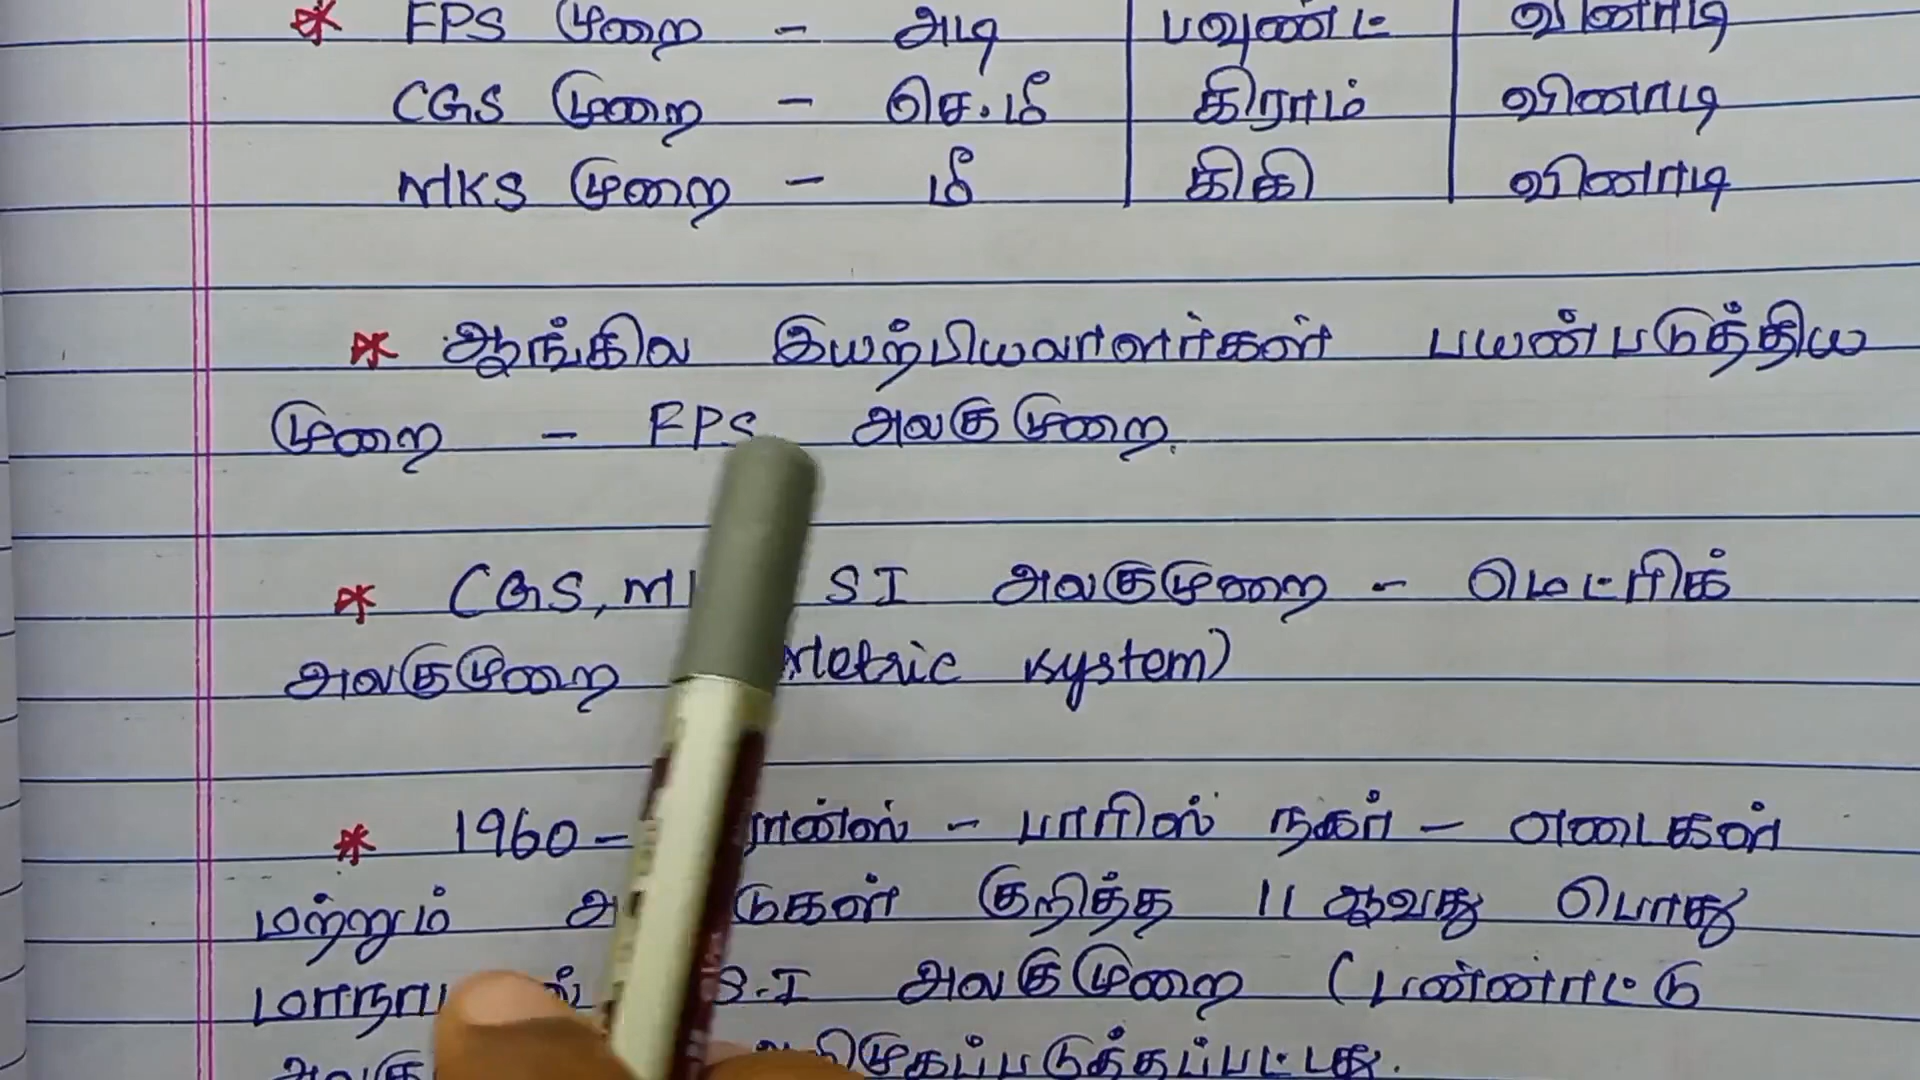 * FPS முறை - அடி பவுண்ட் வினாடி
CGS முறை - செ.மீ கிராம் வினாடி
MKS முறை - மீ கிகி வினாடி
* ஆங்கில இயற்பியலாளர்கள் பயன்படுத்திய
முறை - FPS அலகுமுறை.
* CGS, SI அலகுமுறை - மெட்ரிக்
அலகுமுறை Metric system)
* 1960 - - பாரிஸ் நகர் - எடைகள்
மற்றும் குறித்த 11 ஆவது பொது
S.I அலகுமுறை (பன்னாட்டு